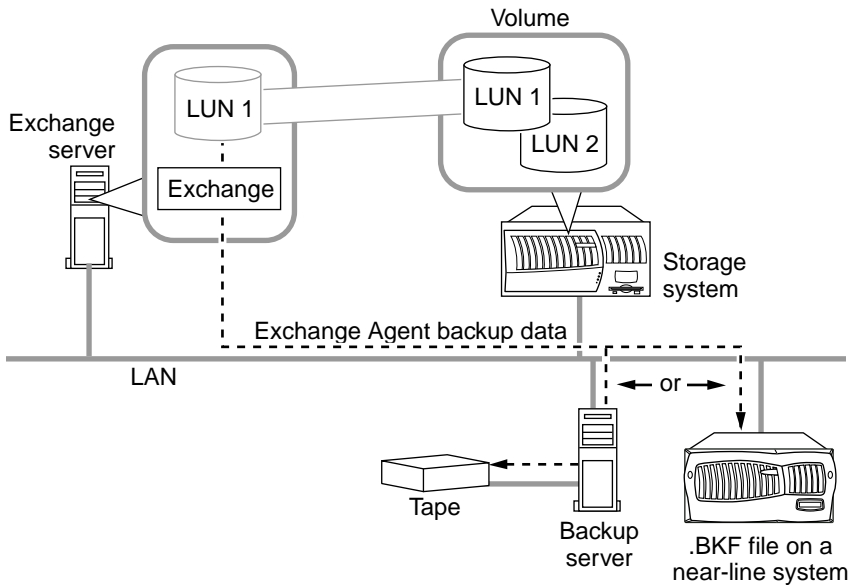 Volume
LUN 1
LUN 1
LUN 2
Exchange
server
Exchange
Storage
system
Exchange Agent backup data
LAN
or
Tape
Backup
server
.BKF file on a
near-line system